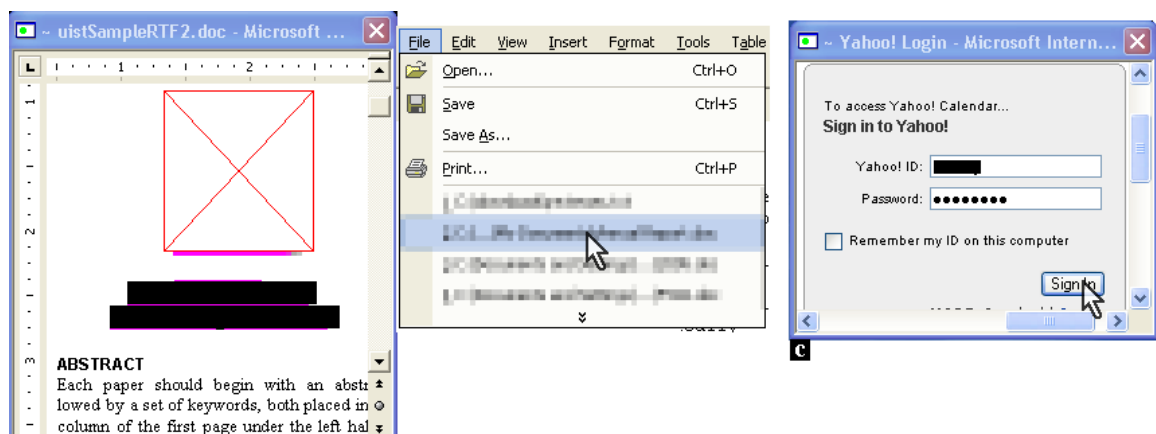 ~ uistSampleRTF2.doc - Microsoft ...
1 2
1
2
3
ABSTRACT
Each paper should begin with an abst
lowed by a set of keywords, both placed in
column of the first page under the left hal
File Edit View Insert Format Tools Table
Open... Ctrl+O
Save Ctrl+S
Save As...
Print... Ctrl+P
~ Yahoo! Login - Microsoft Intern...
To access Yahoo! Calendar...
Sign in to Yahoo!
Yahoo! ID:
Password:
Remember my ID on this computer
Sign In
C